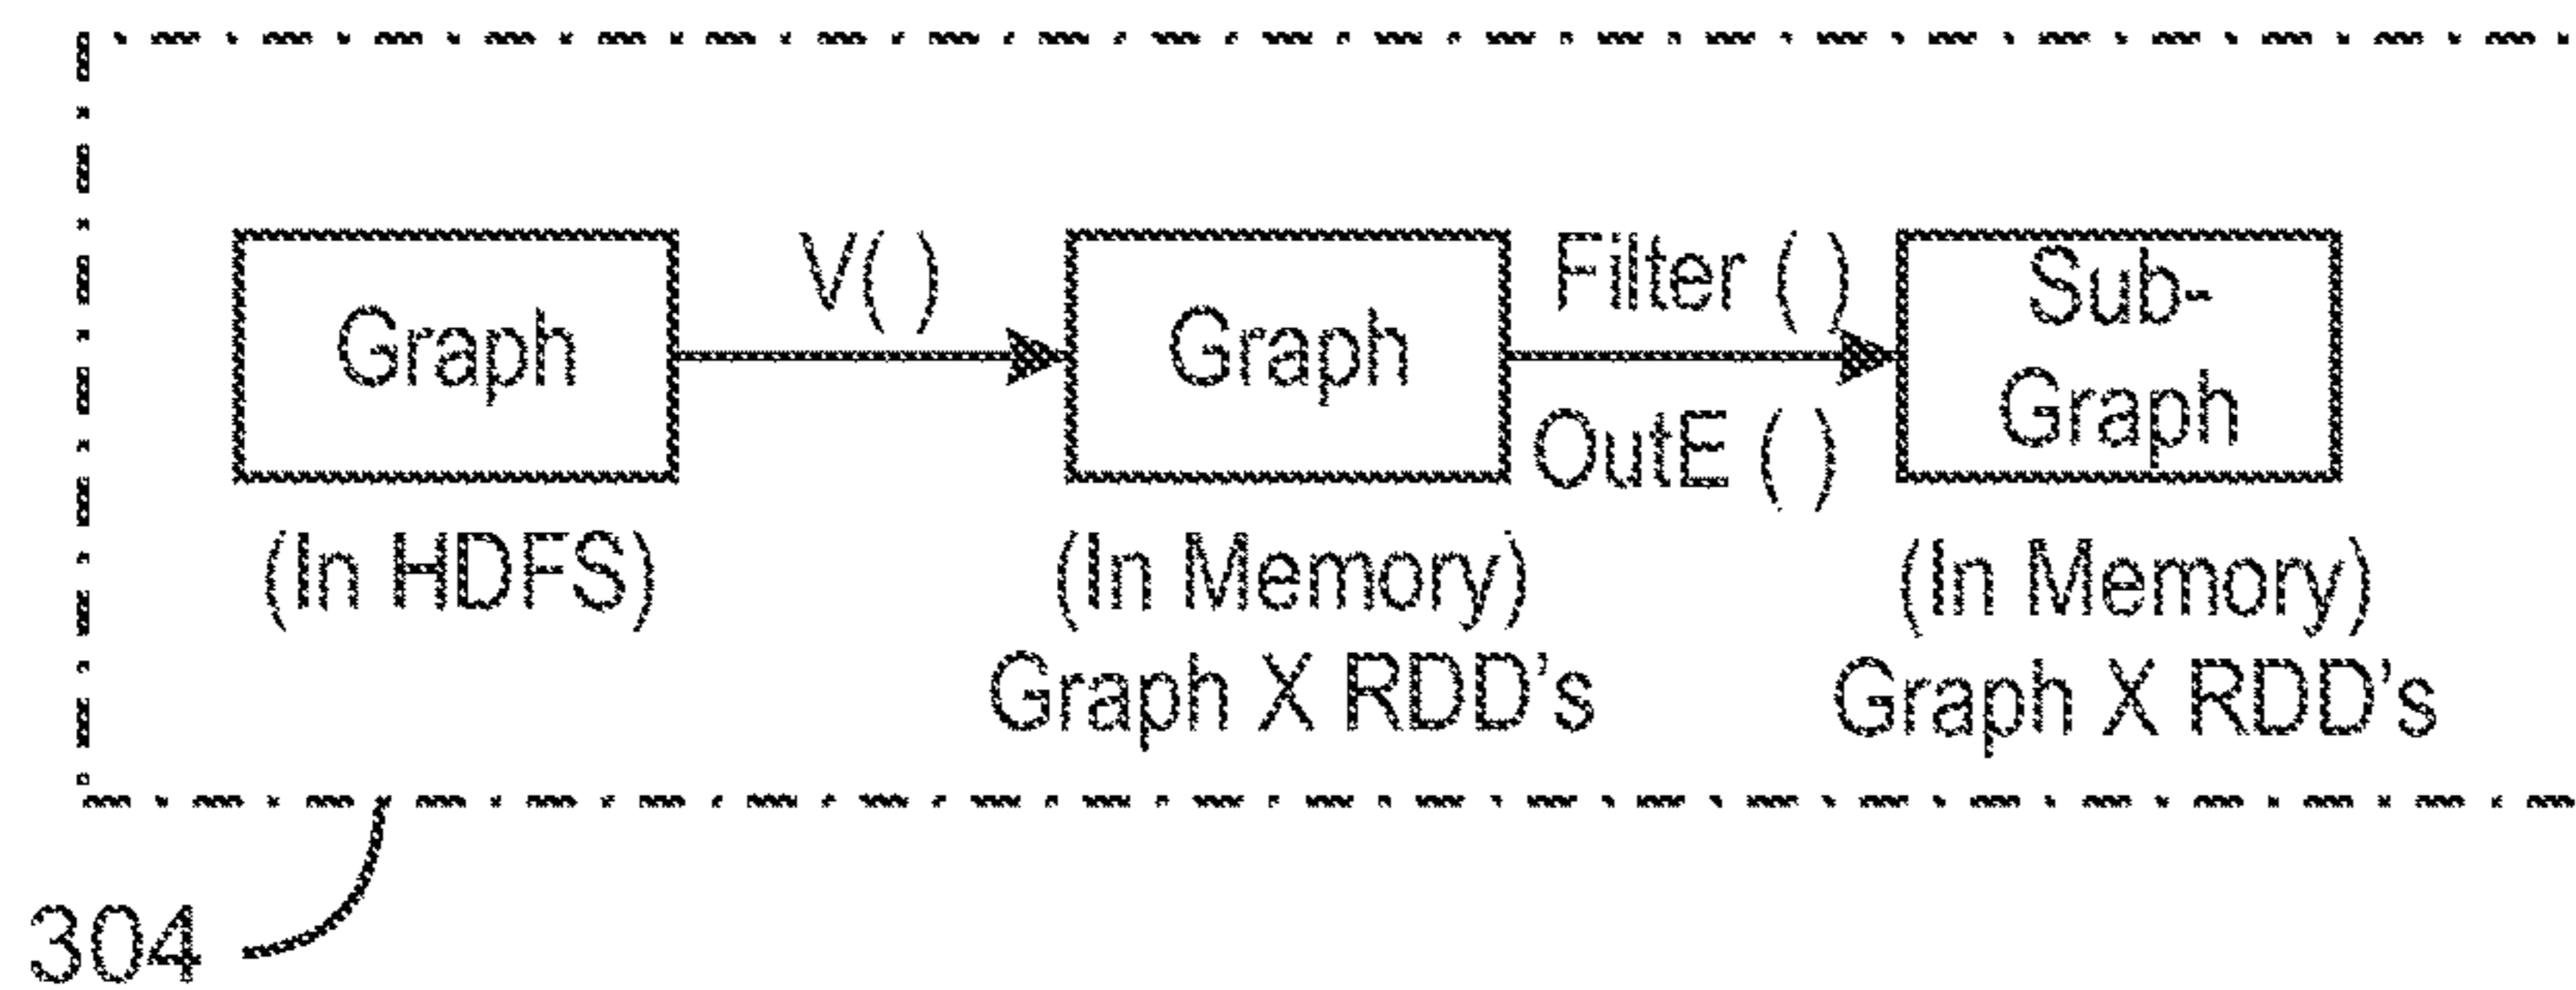 Graph
(In HDFS)
V( )
Graph
(In Memory)
Graph X RDD's
Filter ( )
OutE ( )
Sub-
Graph
(In Memory)
Graph X RDD's
304